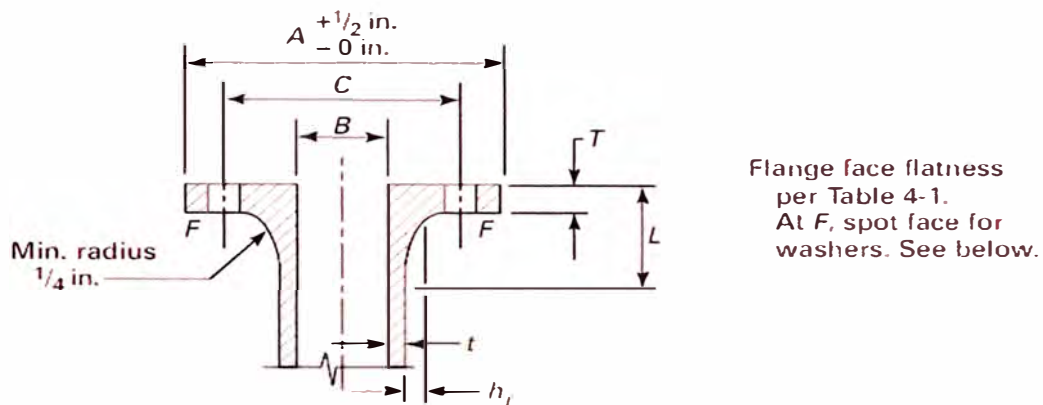 A +1/2 in.
− 0 in.
C
B
T
F
F
L
Min. radius
1/4 in.
t
h
Flange face flatness
per Table 4-1.
At F, spot face for
washers. See below.